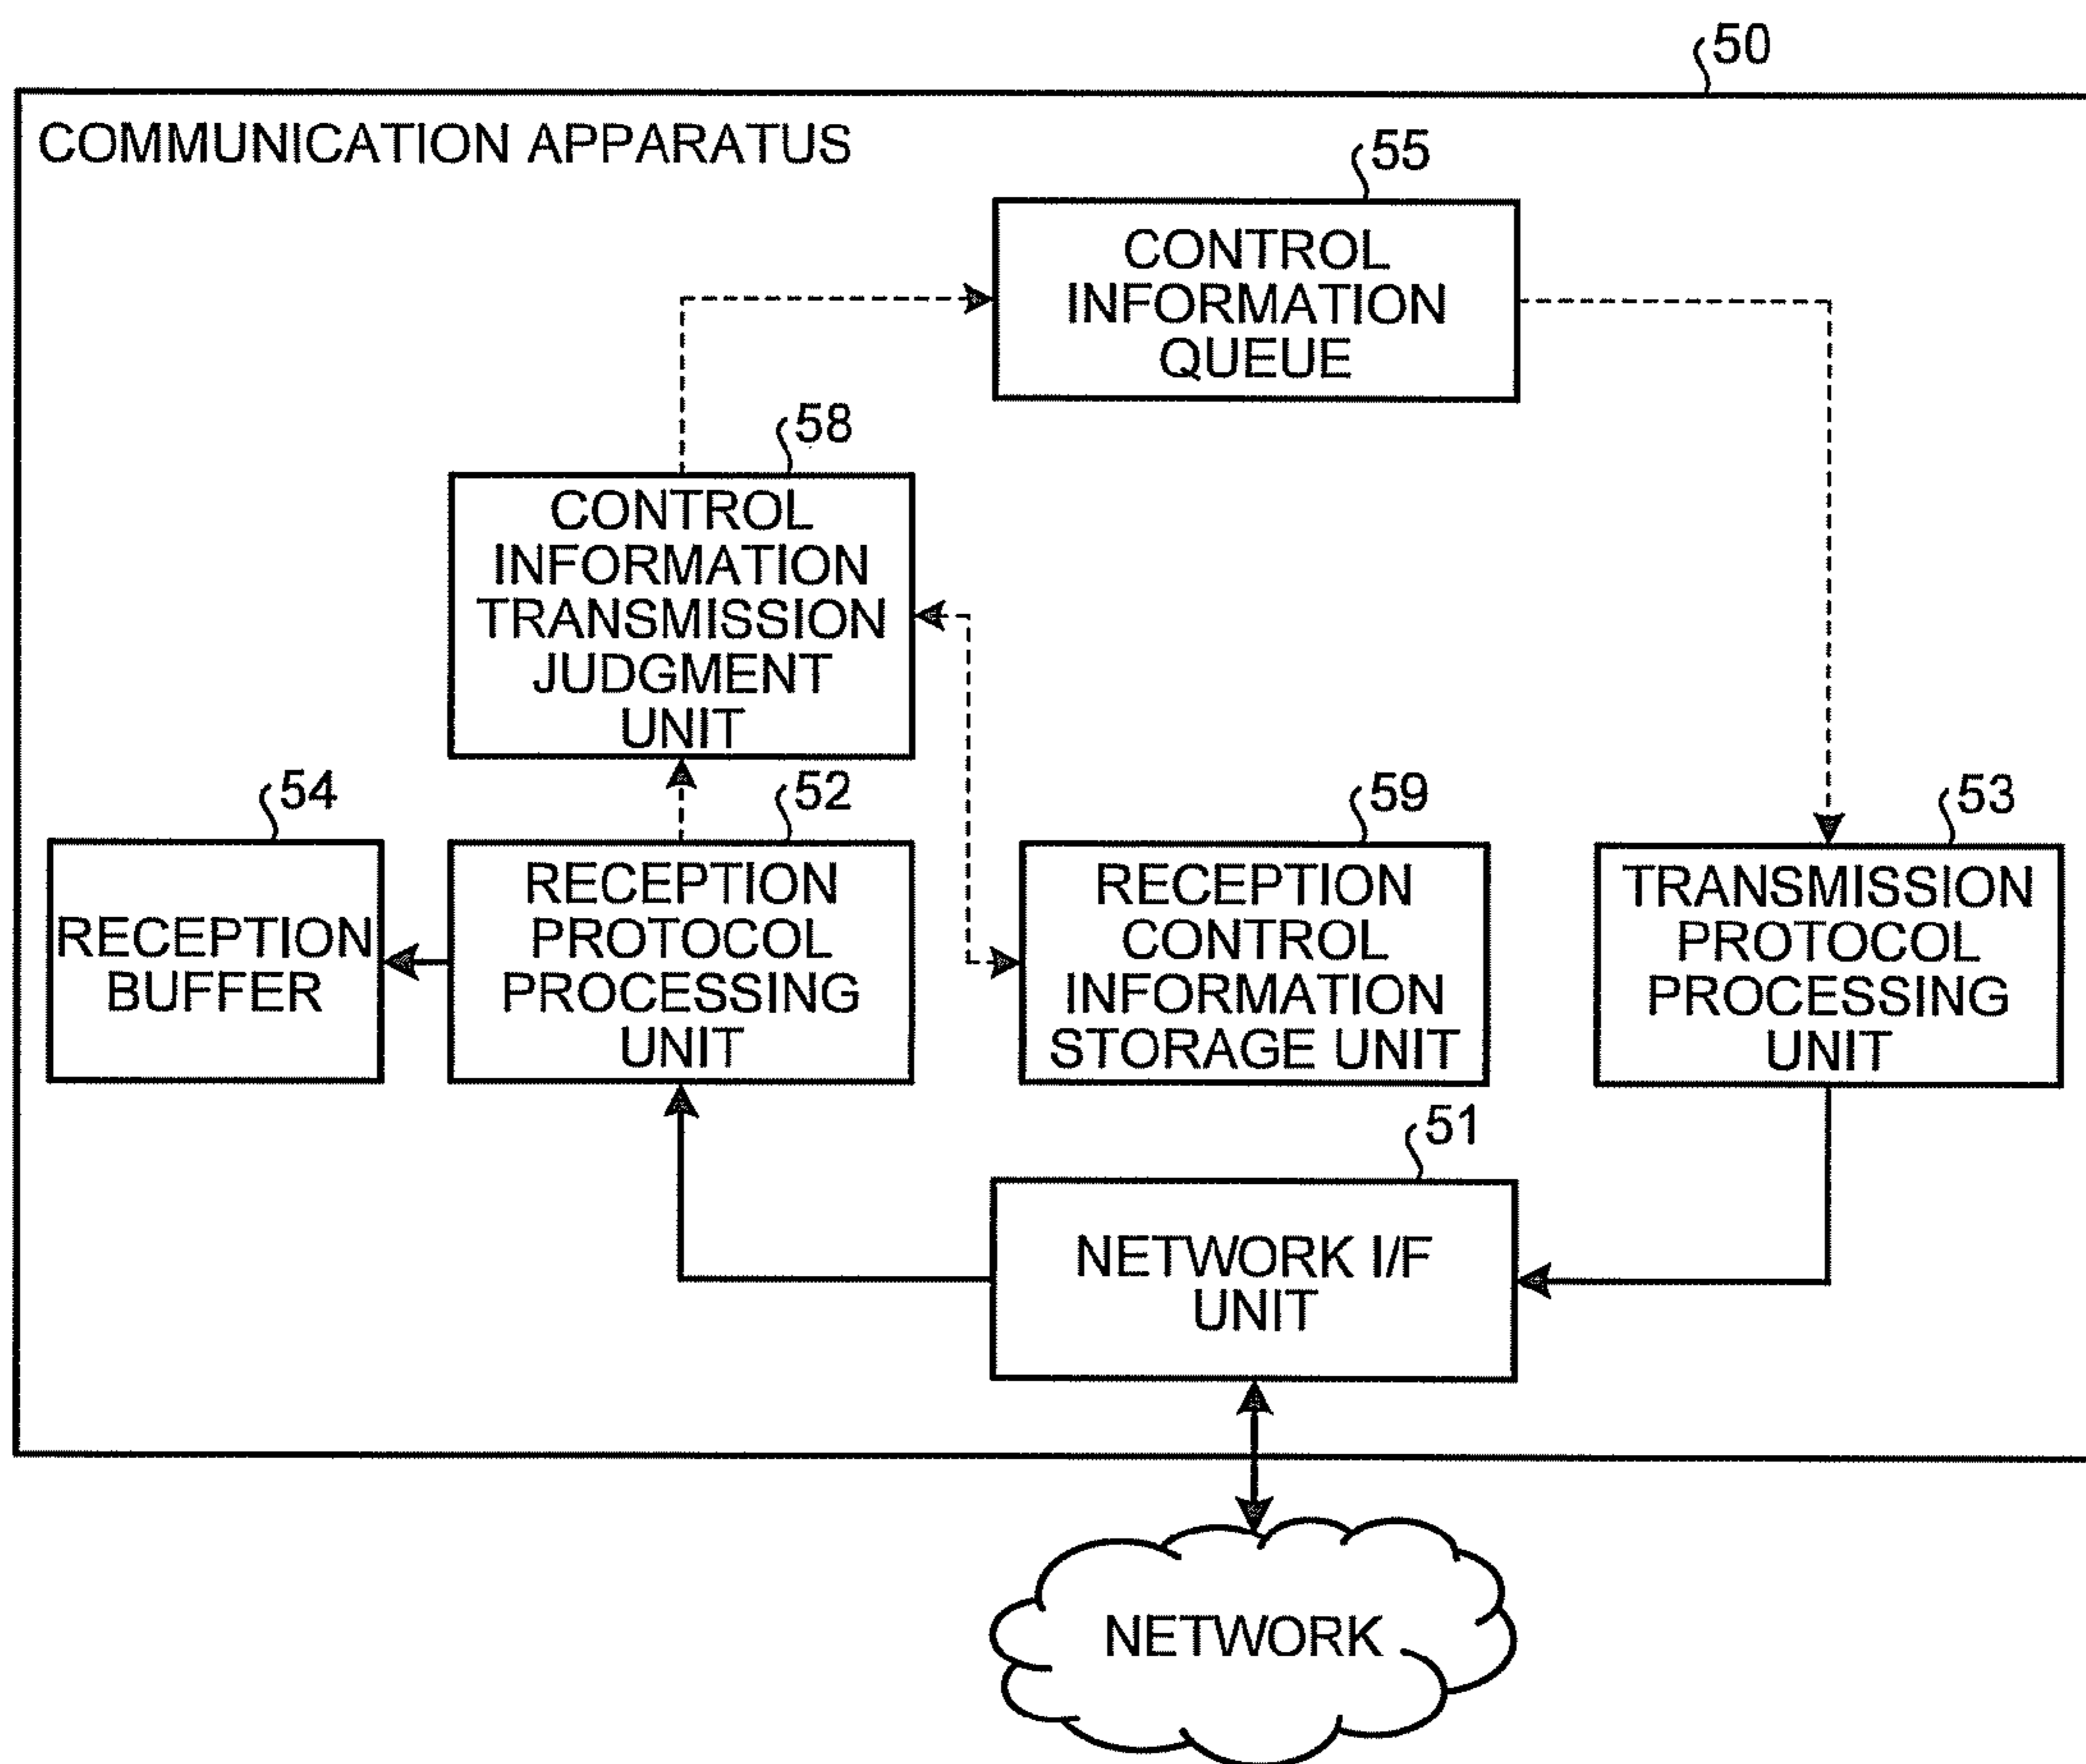 50
COMMUNICATION APPARATUS
55
CONTROL
INFORMATION
QUEUE
58
CONTROL
INFORMATION
TRANSMISSION
JUDGMENT
UNIT
54
RECEPTION
BUFFER
52
RECEPTION
PROTOCOL
PROCESSING
UNIT
59
RECEPTION
CONTROL
INFORMATION
STORAGE UNIT
53
TRANSMISSION
PROTOCOL
PROCESSING
UNIT
51
NETWORK I/F
UNIT
NETWORK